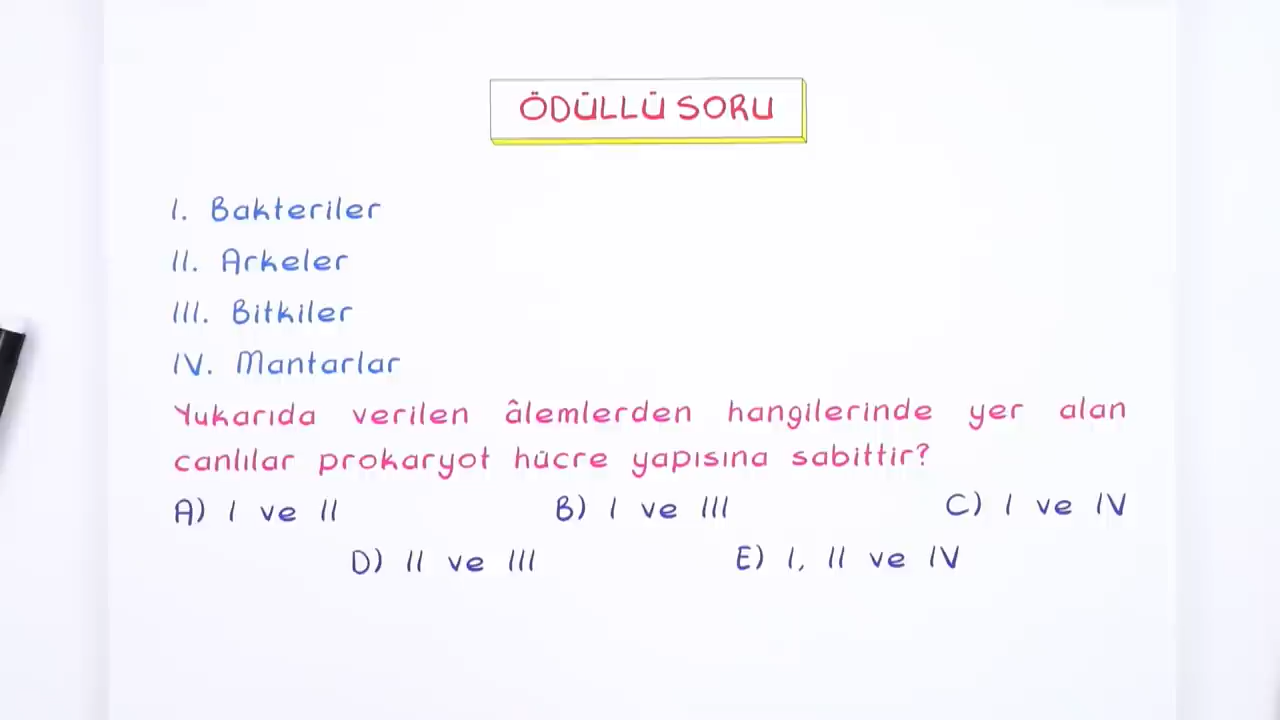 ÖDÜLLÜ SORU
I. Bakteriler
II. Arkeler
III. Bitkiler
IV. Mantarlar
Yukarıda verilen âlemlerden hangilerinde yer alan
canlılar prokaryot hücre yapısına sabittir?
A) I ve II B) I ve III C) I ve IV
D) II ve III E) I, II ve IV